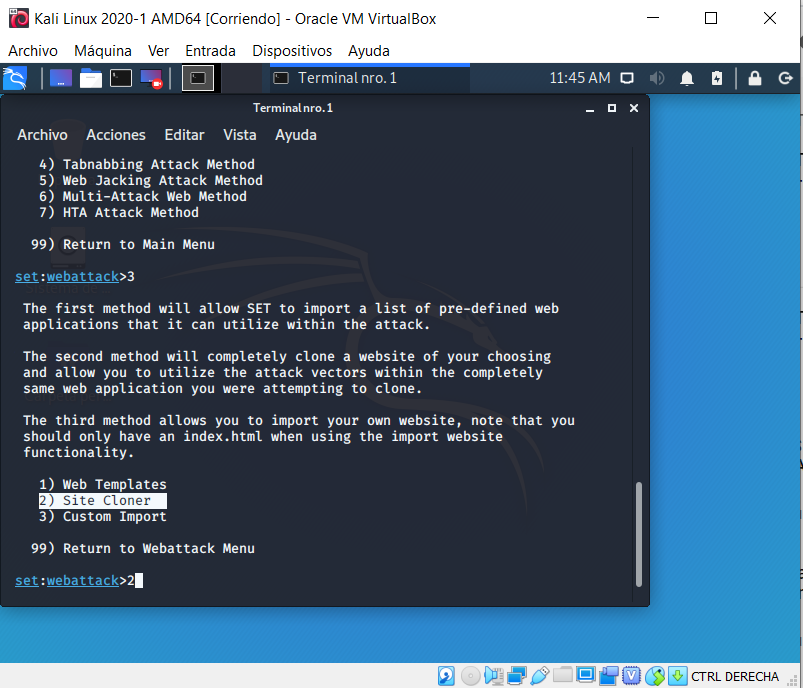 Kali Linux 2020-1 AMD64 [Corriendo] - Oracle VM VirtualBox
Archivo Máquina Ver Entrada Dispositivos Ayuda
Terminal nro. 1 11:45 AM
Terminal nro. 1
Archivo Acciones Editar Vista Ayuda
4) Tabnabbing Attack Method
5) Web Jacking Attack Method
6) Multi-Attack Web Method
7) HTA Attack Method
99) Return to Main Menu
set:webattack>3
The first method will allow SET to import a list of pre-defined web
applications that it can utilize within the attack.
The second method will completely clone a website of your choosing
and allow you to utilize the attack vectors within the completely
same web application you were attempting to clone.
The third method allows you to import your own website, note that you
should only have an index.html when using the import website
functionality.
1) Web Templates
2) Site Cloner
3) Custom Import
99) Return to Webattack Menu
set:webattack>2
CTRL DERECHA